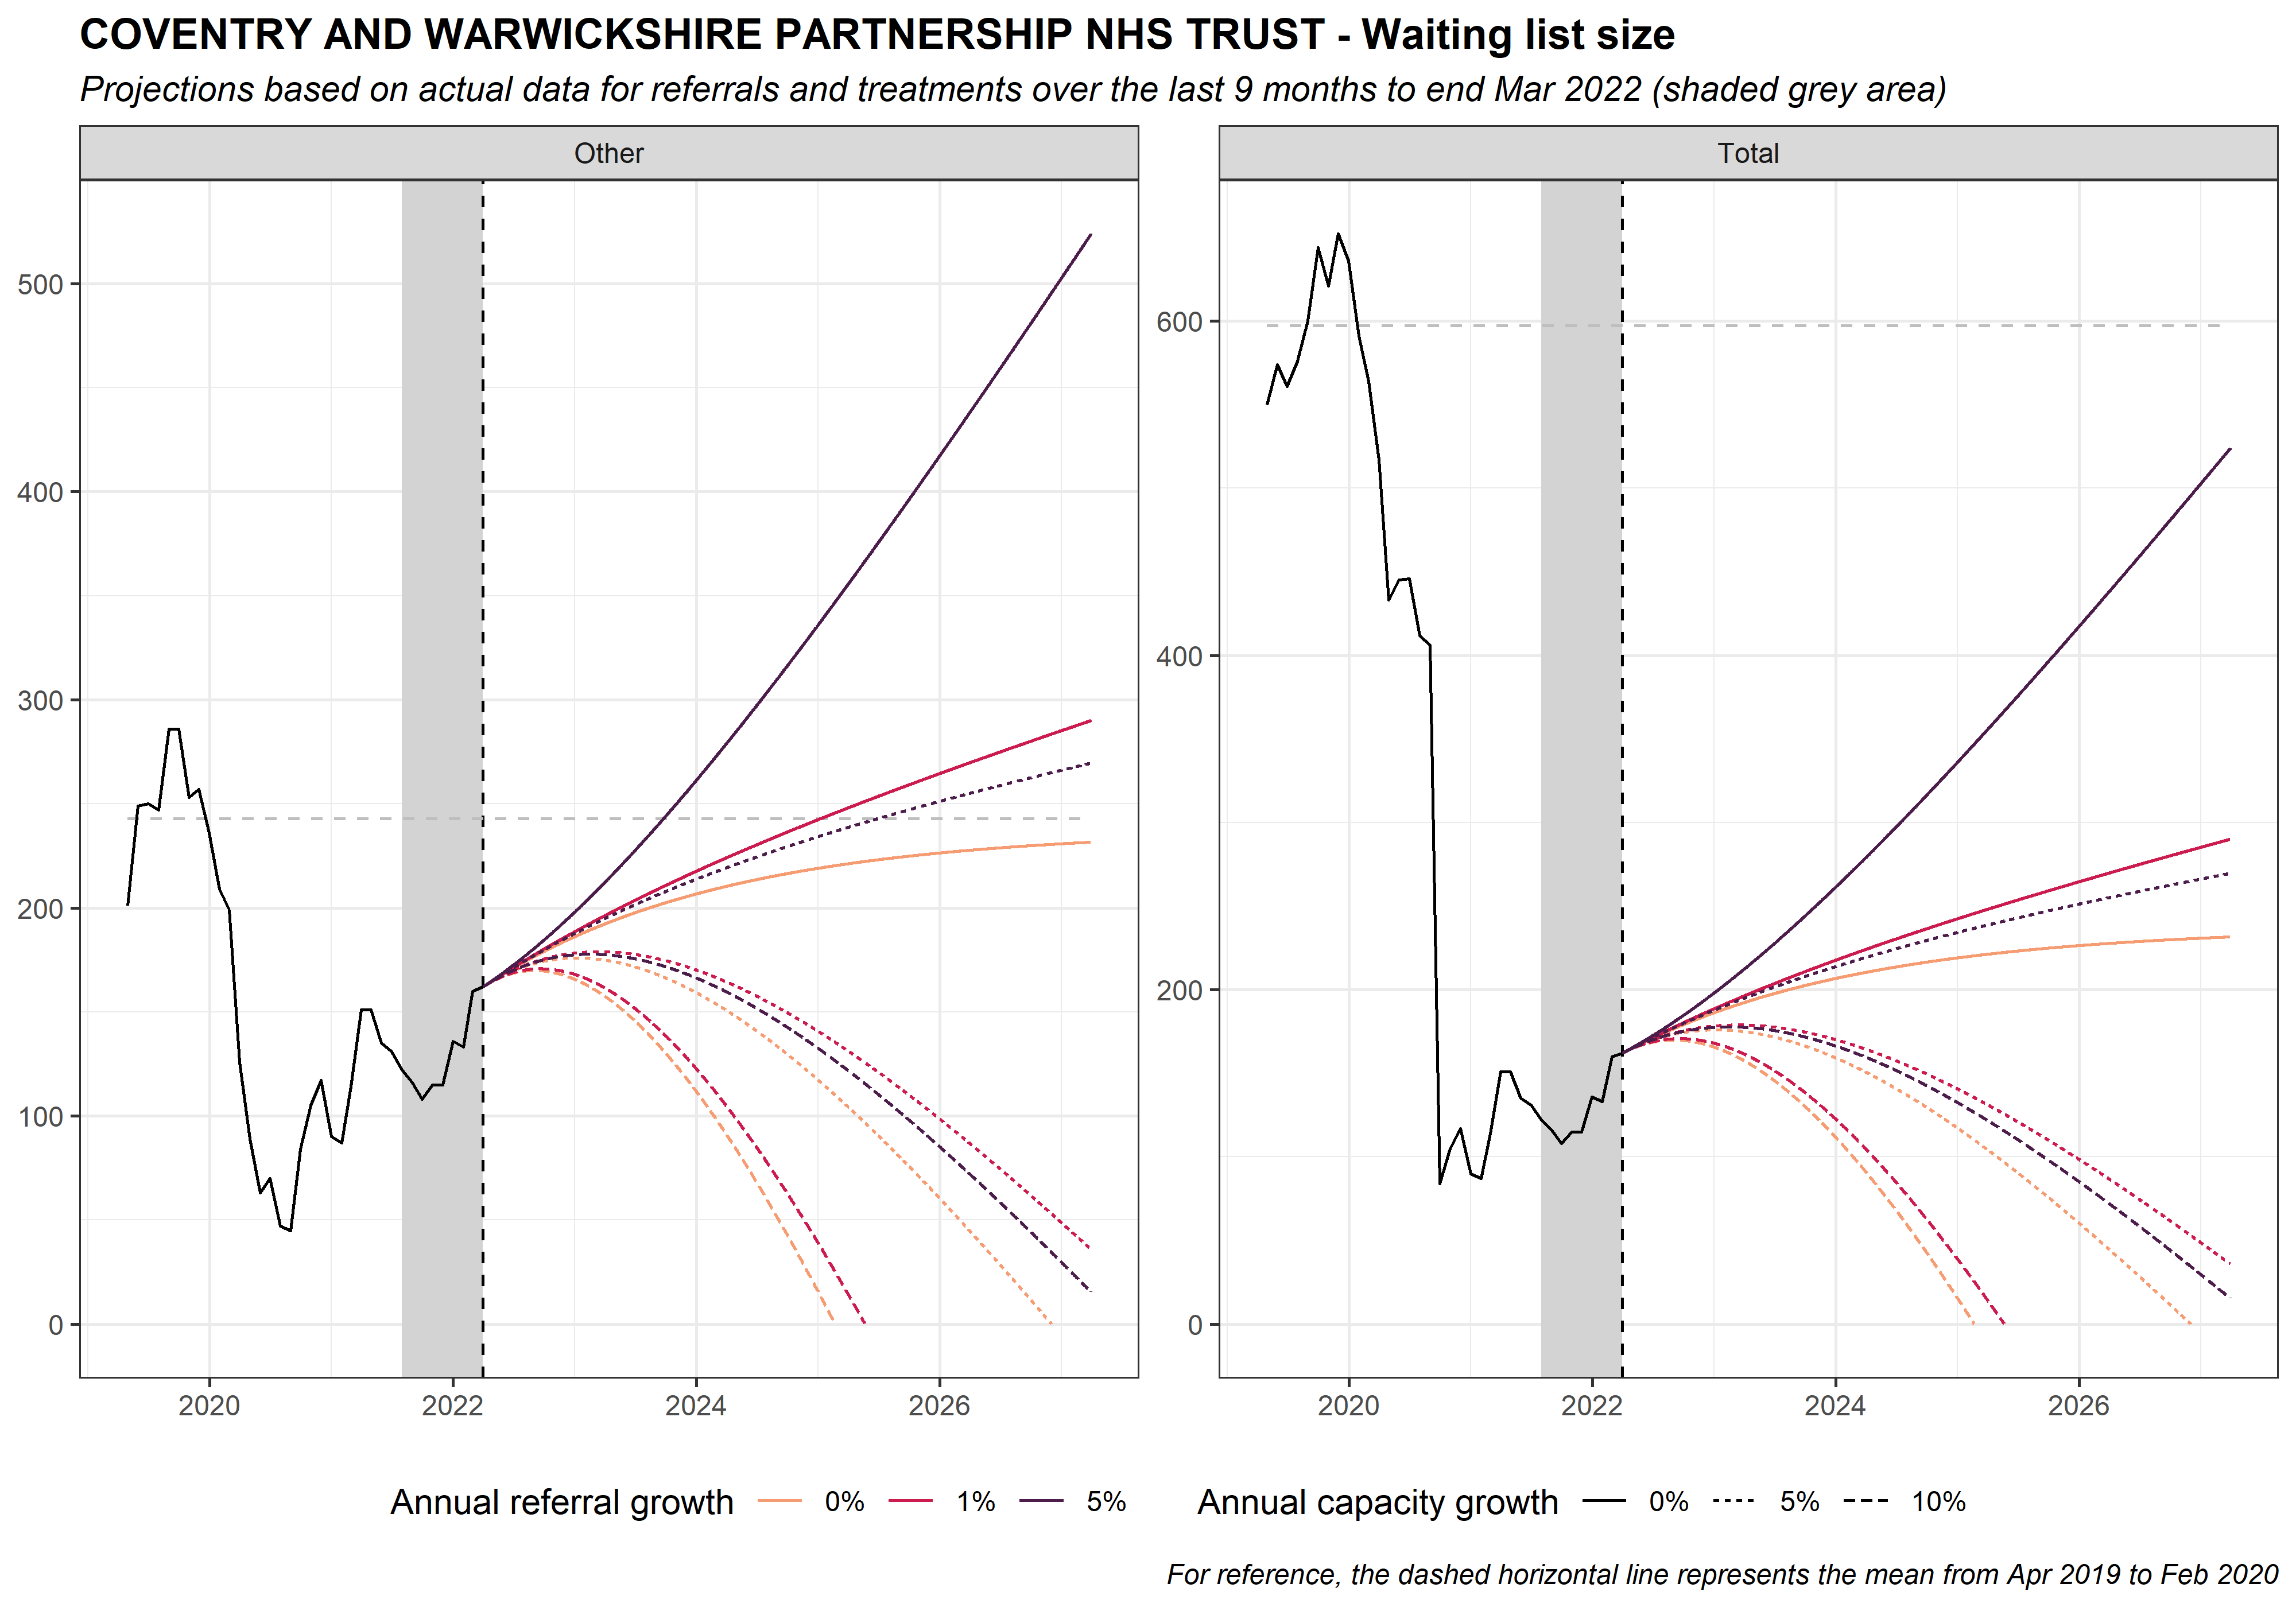 COVENTRY AND WARWICKSHIRE PARTNERSHIP NHS TRUST - Waiting list size
Projections based on actual data for referrals and treatments over the last 9 months to end Mar 2022 (shaded grey area)
Other
500
400
300
200
100
0
2020 2022 2024 2026
Total
600
400
200
0
2020 2022 2024 2026
Annual referral growth 0% 1% 5%
Annual capacity growth 0% 5% 10%
For reference, the dashed horizontal line represents the mean from Apr 2019 to Feb 2020